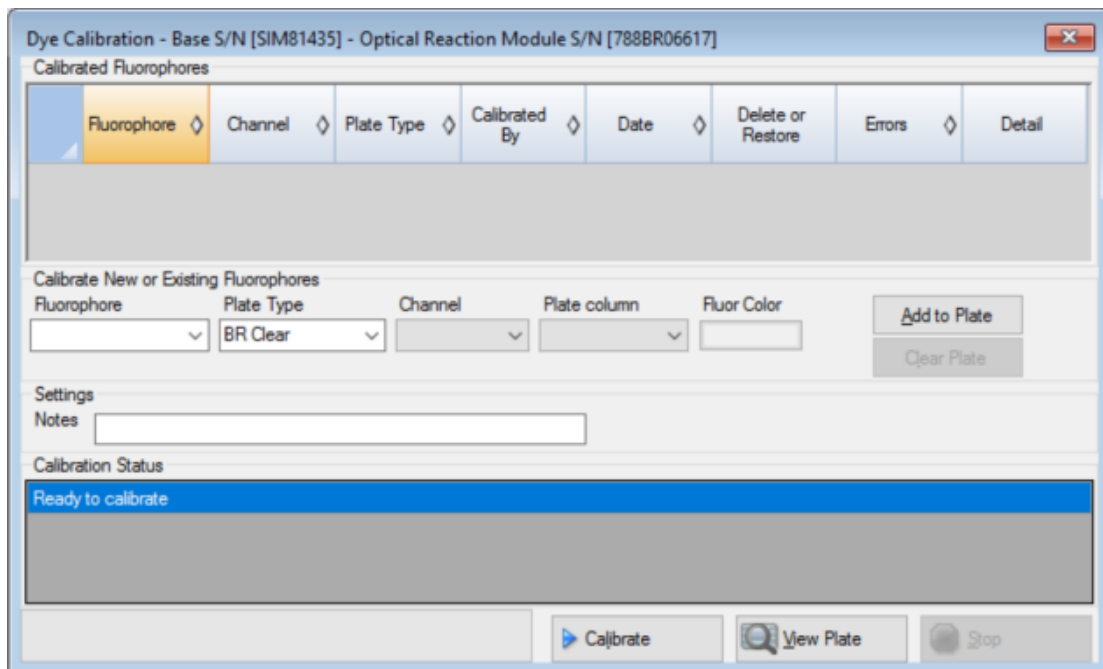 Dye Calibration - Base S/N [SIM81435] - Optical Reaction Module S/N [788BR06617]
Calibrated Fluorophores
Fluorophore Channel Plate Type Calibrated By Date Delete or Restore Errors Detail
Calibrate New or Existing Fluorophores
Fluorophore Plate Type Channel Plate column Fluor Color
BR Clear
Add to Plate
Clear Plate
Settings
Notes
Calibration Status
Ready to calibrate
Calibrate View Plate Stop